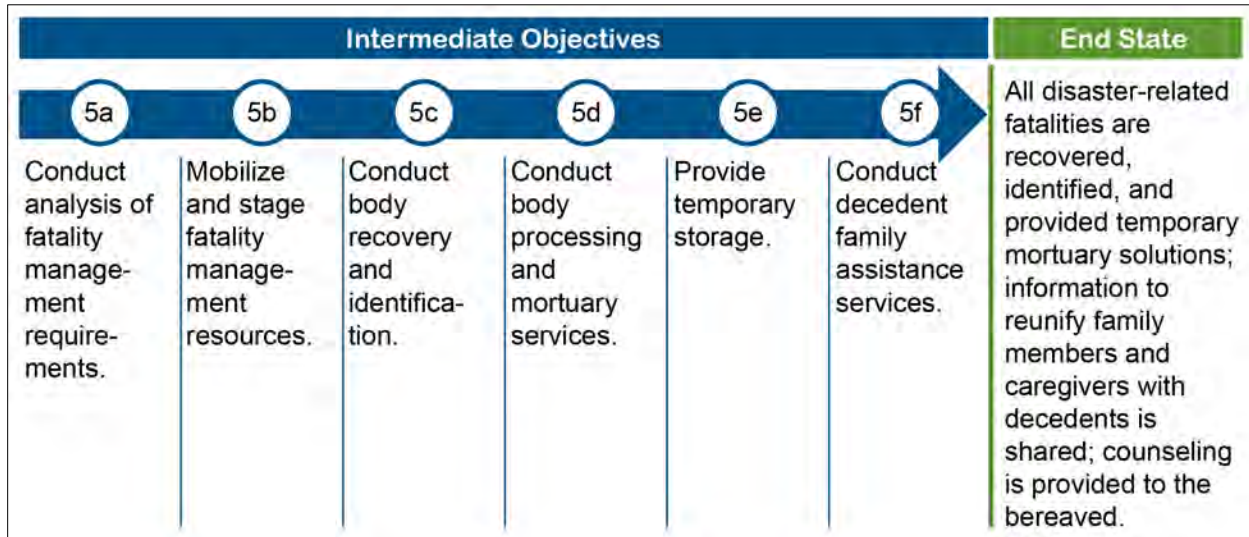 Intermediate Objectives
End State
5a
5b
5c
5d
5e
5f
Conduct
analysis of
fatality
manage-
ment
require-
ments.
Mobilize
and stage
fatality
manage-
ment
resources.
Conduct
body
recovery
and
identifica-
tion.
Conduct
body
processing
and
mortuary
services.
Provide
temporary
storage.
Conduct
decedent
family
assistance
services.
All disaster-related
fatalities are
recovered,
identified, and
provided temporary
mortuary solutions;
information to
reunify family
members and
caregivers with
decedents is
shared; counseling
is provided to the
bereaved.